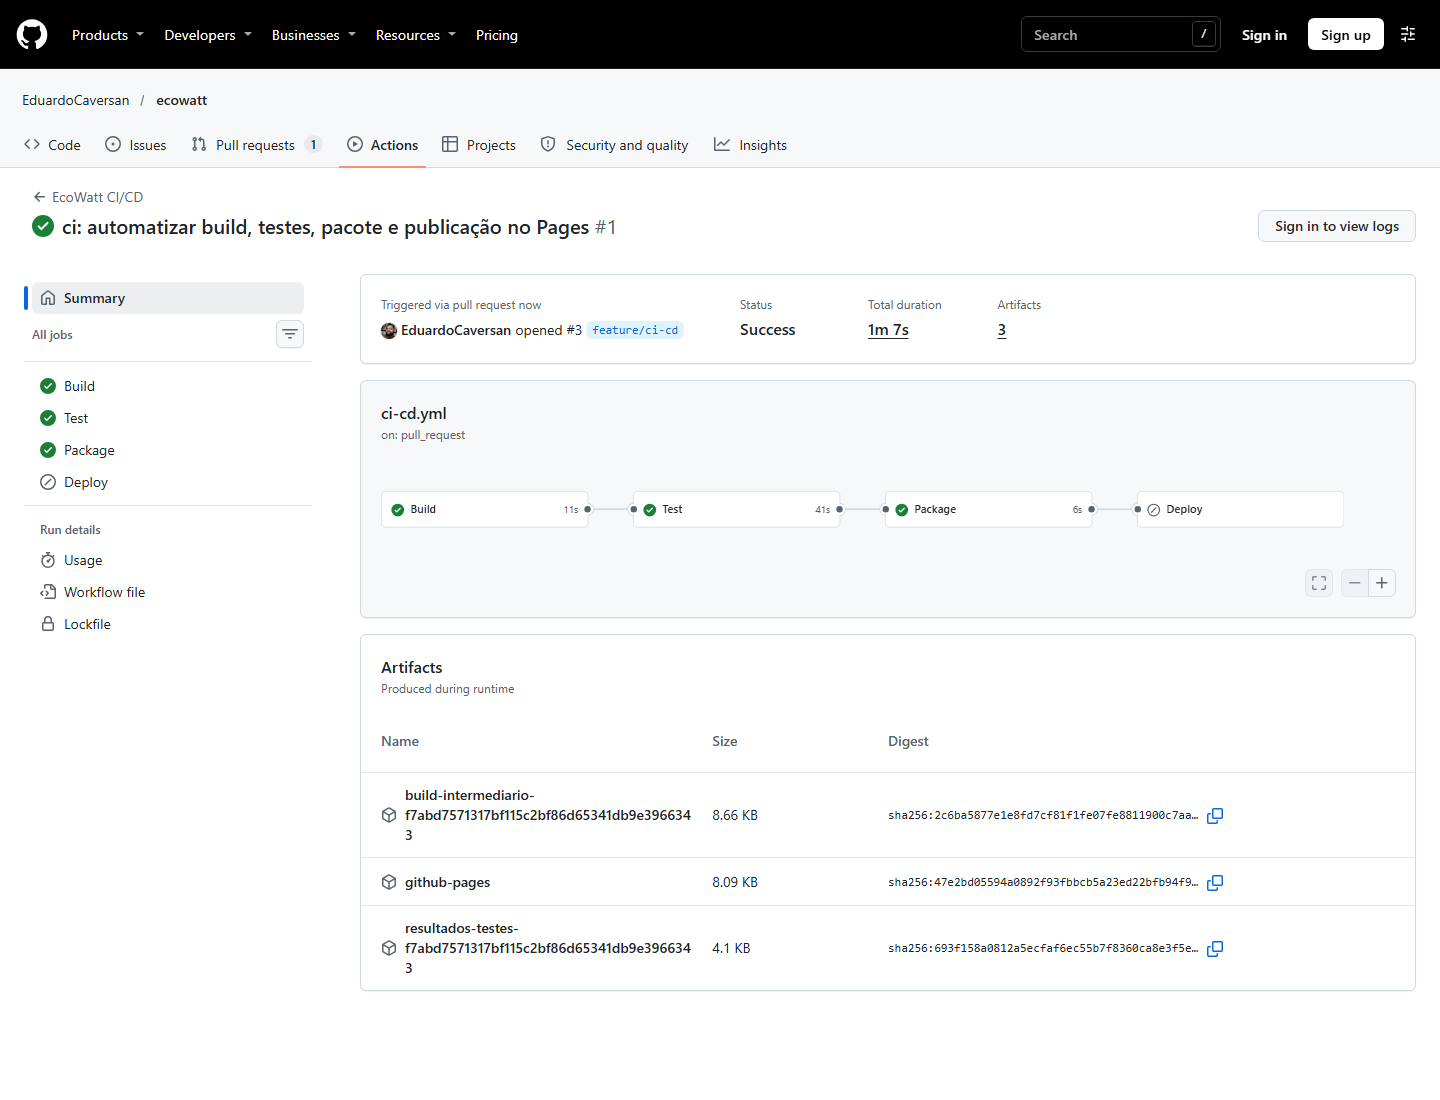 Products
Developers
Businesses
Resources
Pricing
Search
/
Sign in
Sign up
EduardoCaversan / ecowatt
Code
Issues
Pull requests 1
Actions
Projects
Security and quality
Insights
EcoWatt CI/CD
ci: automatizar build, testes, pacote e publicação no Pages #1
Sign in to view logs
Summary
All jobs
Build
Test
Package
Deploy
Run details
Usage
Workflow file
Lockfile
Triggered via pull request now
EduardoCaversan opened #3 feature/ci-cd
Status
Success
Total duration
1m 7s
Artifacts
3
ci-cd.yml
on: pull_request
Build 11s
Test 41s
Package 6s
Deploy
Artifacts
Produced during runtime
Name Size Digest
build-intermediario-
f7abd7571317bf115c2bf86d65341db9e396634
3
8.66 KB
sha256:2c6ba5877e1e8fd7cf81f1fe07fe8811900c7aa…
github-pages
8.09 KB
sha256:47e2bd05594a0892f93fbbcb5a23ed22bfb94f9…
resultados-testes-
f7abd7571317bf115c2bf86d65341db9e396634
3
4.1 KB
sha256:693f158a0812a5ecfaf6ec55b7f8360ca8e3f5e…